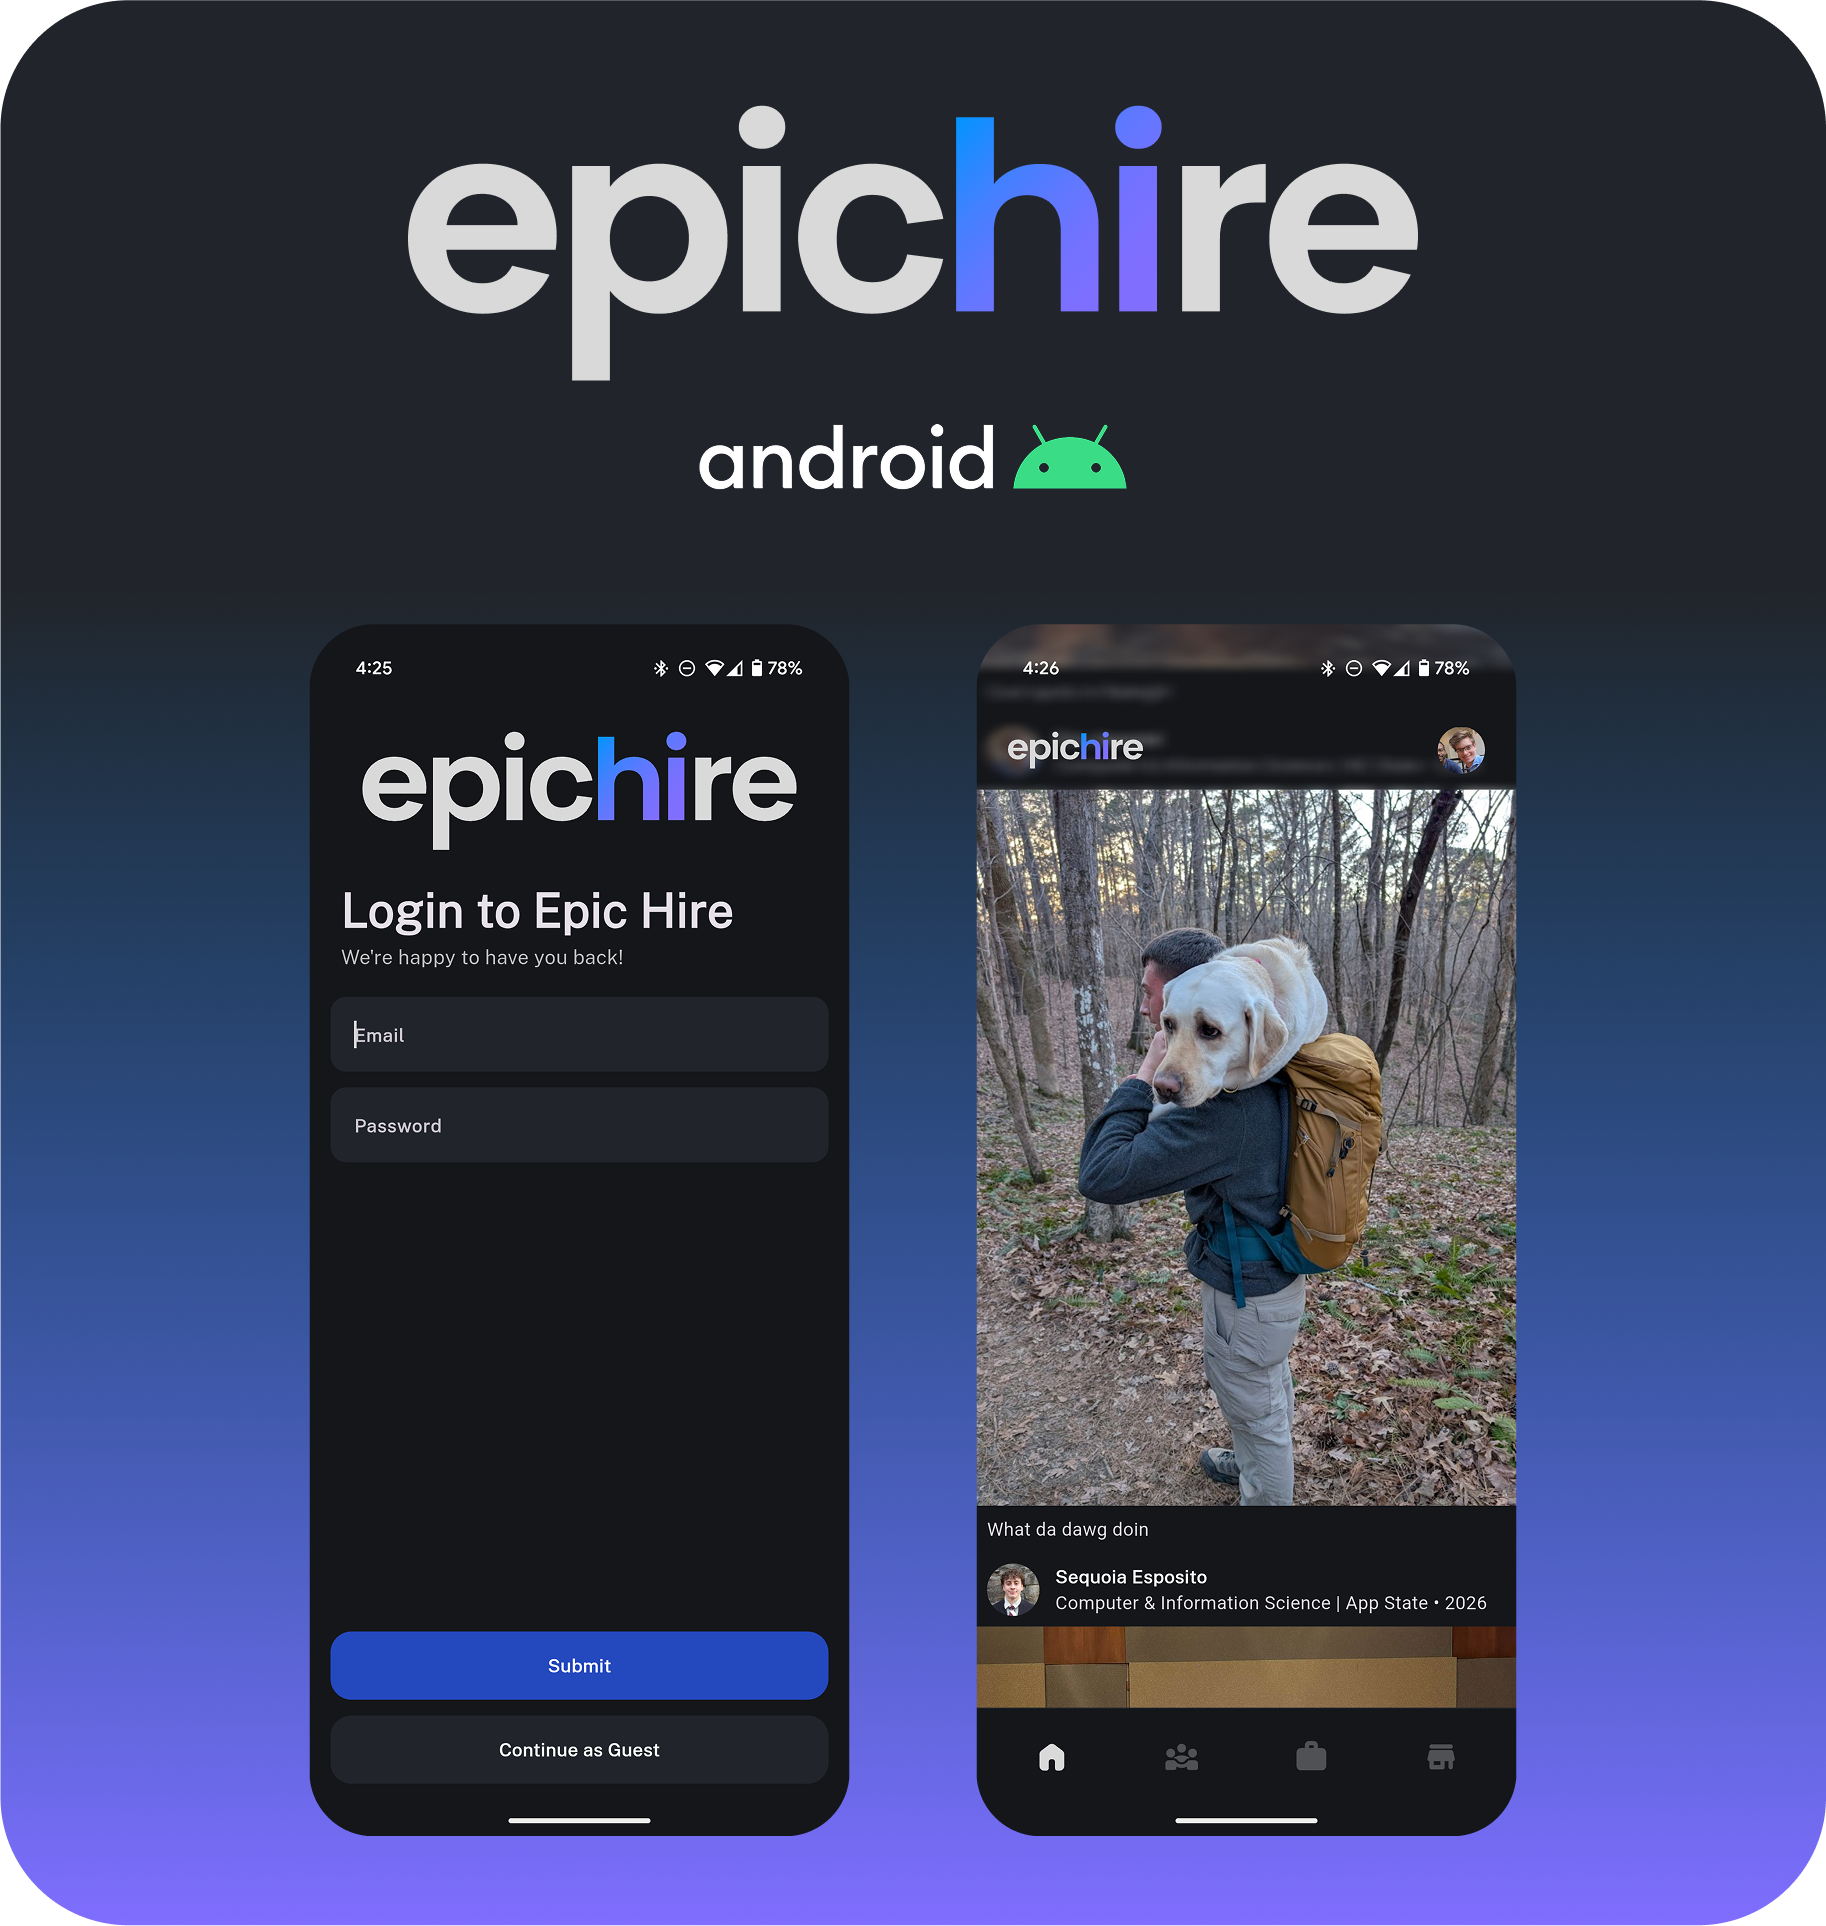 epichire
android
4:25
78%
epichire
Login to Epic Hire
We're happy to have you back!
Email
Password
Submit
Continue as Guest
4:26
78%
epichire
What da dawg doin
Sequoia Esposito
Computer & Information Science | App State • 2026